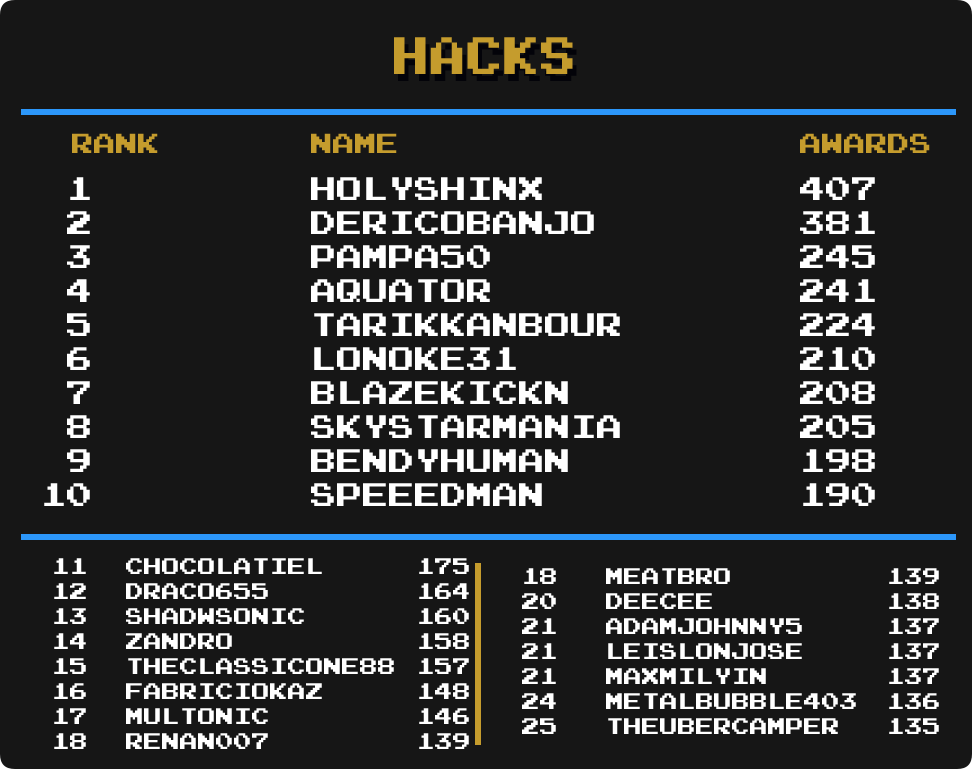 HACKS
RANK NAME AWARDS
1 HOLYSHINX 407
2 DERICOBANJO 381
3 PAMPA50 245
4 AQUATOR 241
5 TARIKKANBOUR 224
6 LONOKE31 210
7 BLAZEKICKN 208
8 SKYSTARMANIA 205
9 BENDYHUMAN 198
10 SPEEEDMAN 190
11 CHOCOLATIEL 175
12 DRACO655 164
13 SHADWSONIC 160
14 ZANDRO 158
15 THECLASSICONE88 157
16 FABRICIOKAZ 148
17 MULTONIC 146
18 RENAN007 139
18 MEATBRO 139
20 DEECEE 138
21 ADAMJOHNNY5 137
21 LEISLONJOSE 137
21 MAXMILYIN 137
24 METALBUBBLE403 136
25 THEUBERCAMPER 135